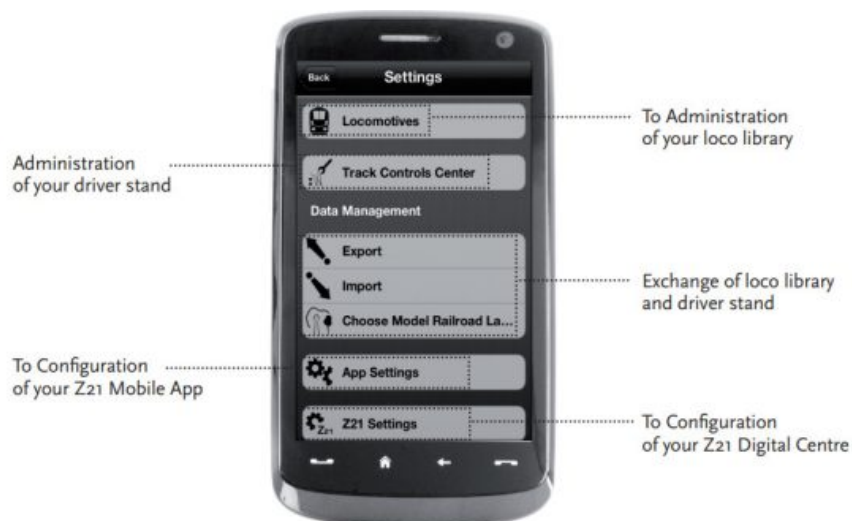 Back
Settings
Locomotives
To Administration
of your loco library
Administration
of your driver stand
Track Controls Center
Data Management
Export
Import
Exchange of loco library
and driver stand
Choose Model Railroad La...
To Configuration
of your Z21 Mobile App
App Settings
Z21
Z21 Settings
To Configuration
of your Z21 Digital Centre